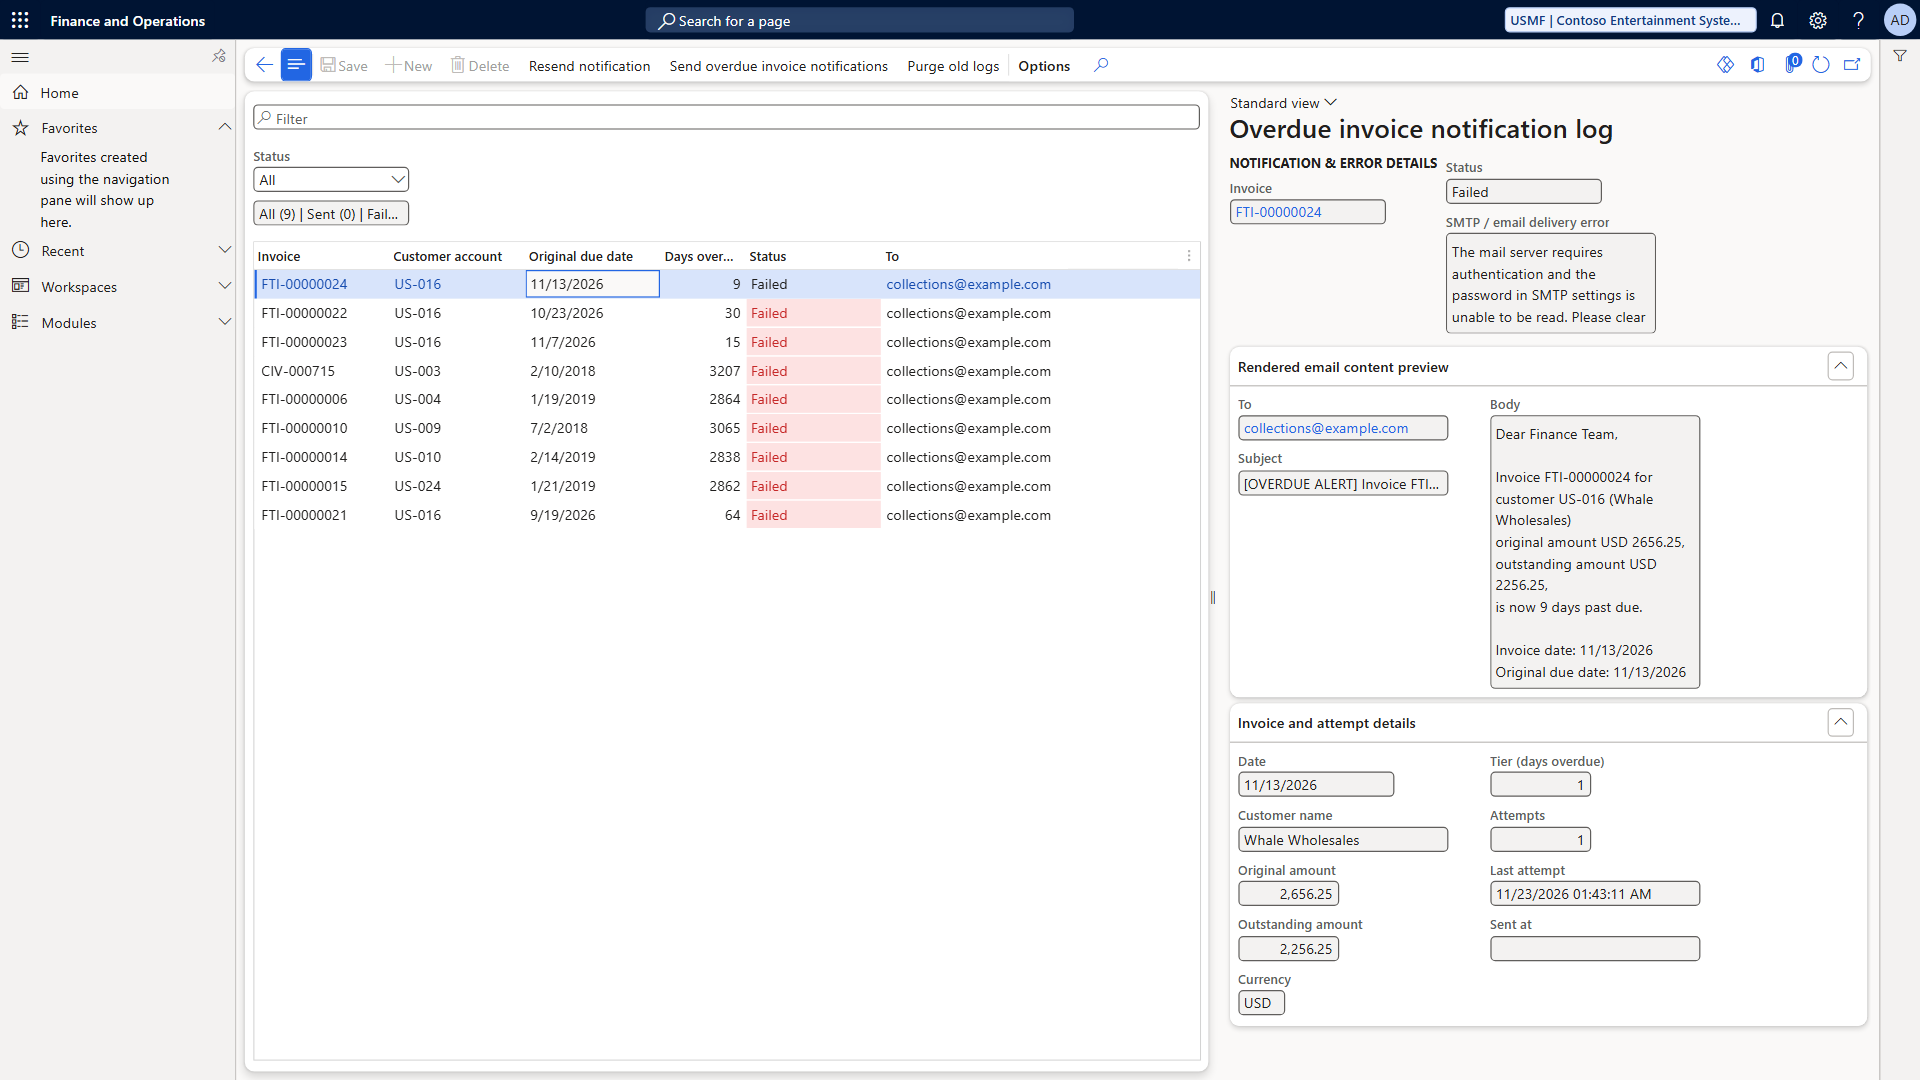 Finance and Operations
Search for a page
USMF | Contoso Entertainment Syste...
AD
Save
New
Delete
Resend notification
Send overdue invoice notifications
Purge old logs
Options
0
Home
Favorites
Favorites created
using the navigation
pane will show up
here.
Recent
Workspaces
Modules
Filter
Status
All
All (9) | Sent (0) | Fail...
Invoice Customer account Original due date Days over... Status To
FTI-00000024 US-016 11/13/2026 9 Failed collections@example.com
FTI-00000022 US-016 10/23/2026 30 Failed collections@example.com
FTI-00000023 US-016 11/7/2026 15 Failed collections@example.com
CIV-000715 US-003 2/10/2018 3207 Failed collections@example.com
FTI-00000006 US-004 1/19/2019 2864 Failed collections@example.com
FTI-00000010 US-009 7/2/2018 3065 Failed collections@example.com
FTI-00000014 US-010 2/14/2019 2838 Failed collections@example.com
FTI-00000015 US-024 1/21/2019 2862 Failed collections@example.com
FTI-00000021 US-016 9/19/2026 64 Failed collections@example.com
Standard view
Overdue invoice notification log
NOTIFICATION & ERROR DETAILS
Invoice
FTI-00000024
Status
Failed
SMTP / email delivery error
The mail server requires
authentication and the
password in SMTP settings is
unable to be read. Please clear
Rendered email content preview
To
collections@example.com
Subject
[OVERDUE ALERT] Invoice FTI...
Body
Dear Finance Team,
Invoice FTI-00000024 for
customer US-016 (Whale
Wholesales)
original amount USD 2656.25,
outstanding amount USD
2256.25,
is now 9 days past due.
Invoice date: 11/13/2026
Original due date: 11/13/2026
Invoice and attempt details
Date
11/13/2026
Customer name
Whale Wholesales
Original amount
2,656.25
Outstanding amount
2,256.25
Currency
USD
Tier (days overdue)
1
Attempts
1
Last attempt
11/23/2026 01:43:11 AM
Sent at